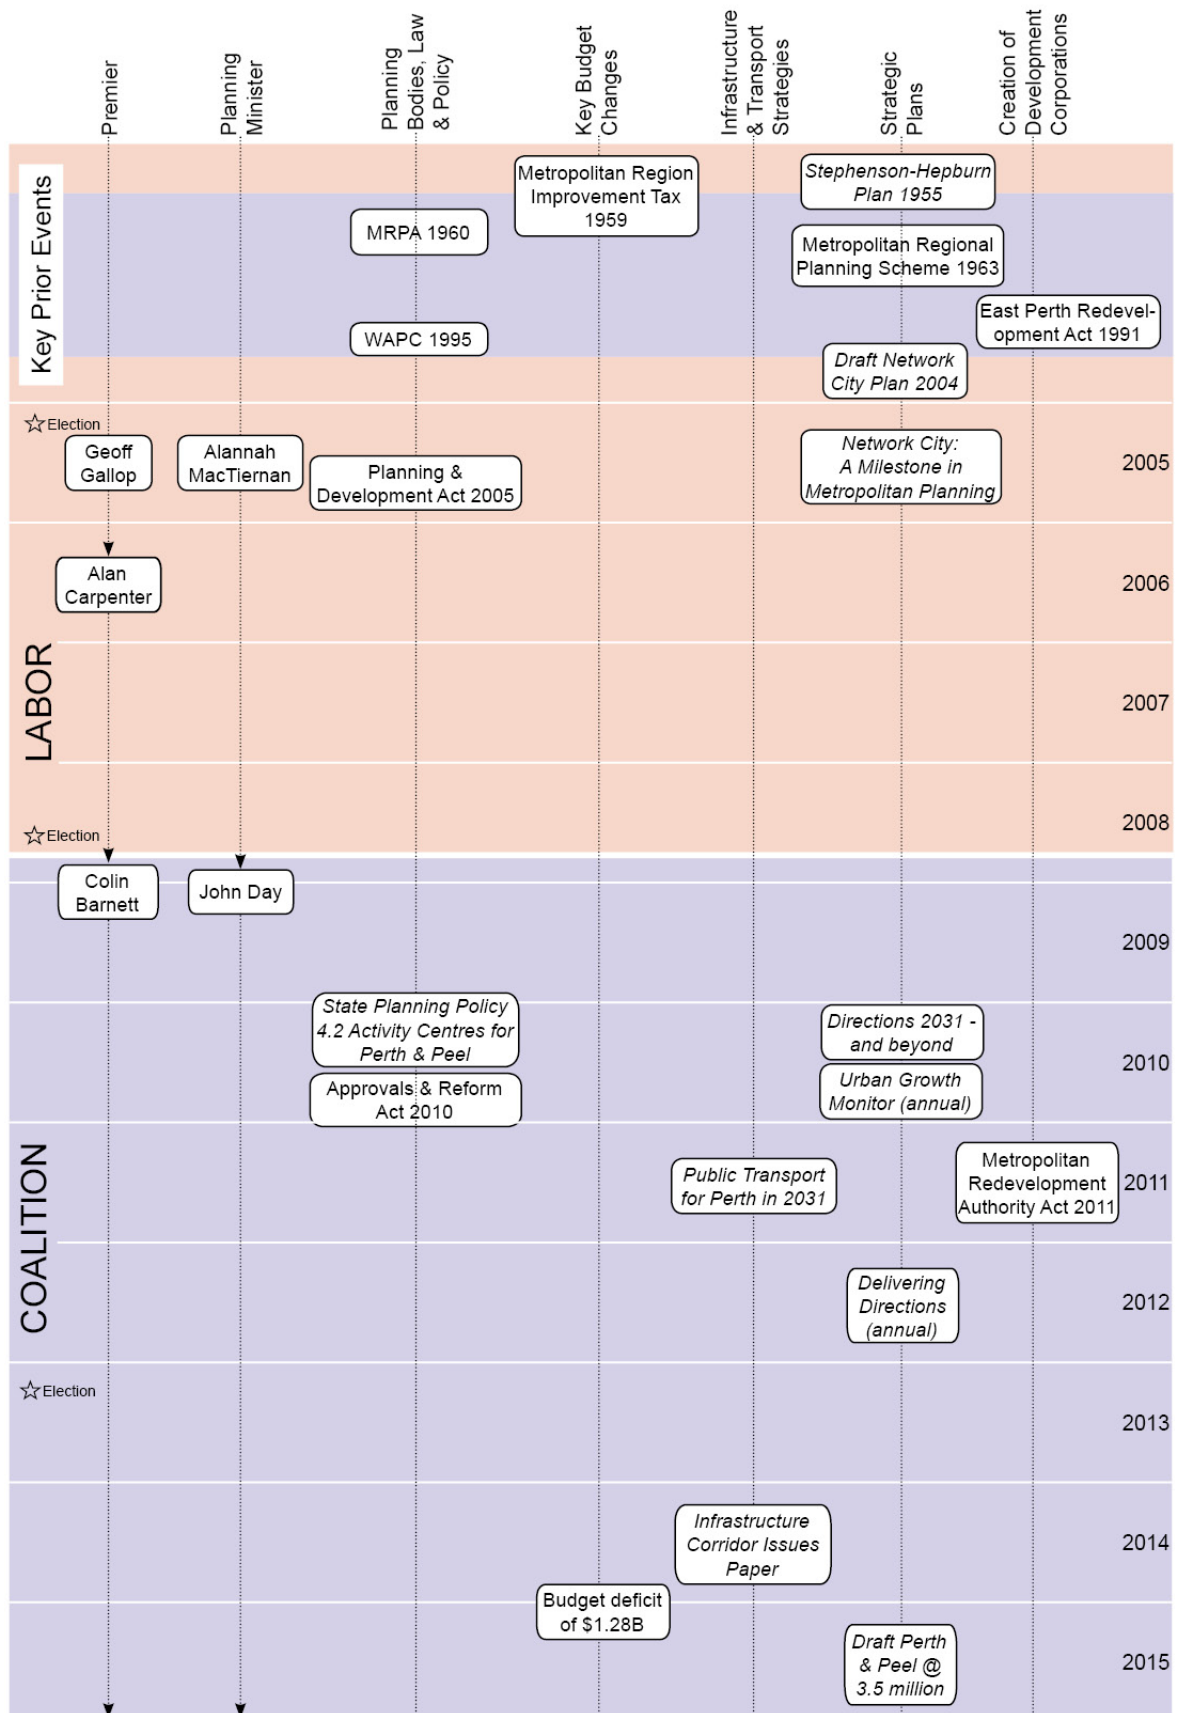 Premier
Planning
Minister
Planning
Bodies, Law
& Policy
Key Budget
Changes
Infrastructure
& Transport
Strategies
Strategic
Plans
Creation of
Development
Corporations
Key Prior Events
Metropolitan Region
Improvement Tax
1959
Stephenson-Hepburn
Plan 1955
MRPA 1960
Metropolitan Regional
Planning Scheme 1963
East Perth Redevel-
opment Act 1991
WAPC 1995
Draft Network
City Plan 2004
LABOR
☆Election
Geoff
Gallop
Alannah
MacTiernan
Planning &
Development Act 2005
Network City:
A Milestone in
Metropolitan Planning
2005
Alan
Carpenter
2006
2007
2008
☆Election
COALITION
Colin
Barnett
John Day
2009
State Planning Policy
4.2 Activity Centres for
Perth & Peel
Directions 2031 -
and beyond
2010
Approvals & Reform
Act 2010
Urban Growth
Monitor (annual)
Public Transport
for Perth in 2031
Metropolitan
Redevelopment
Authority Act 2011
2011
Delivering
Directions
(annual)
2012
☆Election
2013
Infrastructure
Corridor Issues
Paper
2014
Budget deficit
of $1.28B
Draft Perth
& Peel @
3.5 million
2015